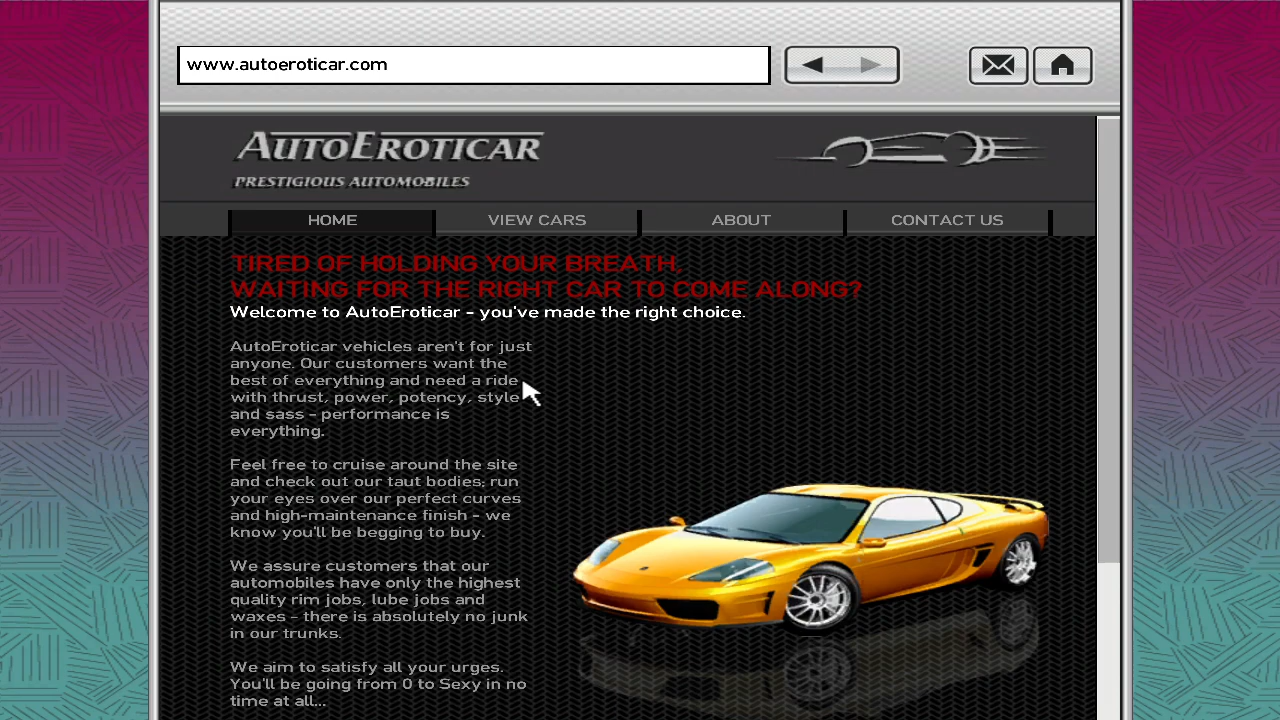 www.autoeroticar.com
AUTOEROTICAR
PRESTIGIOUS AUTOMOBILES
HOME
VIEW CARS
ABOUT
CONTACT US
TIRED OF HOLDING YOUR BREATH,
WAITING FOR THE RIGHT CAR TO COME ALONG?
Welcome to AutoEroticar - you've made the right choice.
AutoEroticar vehicles aren't for just
anyone. Our customers want the
best of everything and need a ride
with thrust, power, potency, style
and sass - performance is
everything.
Feel free to cruise around the site
and check out our taut bodies; run
your eyes over our perfect curves
and high-maintenance finish - we
know you'll be begging to buy.
We assure customers that our
automobiles have only the highest
quality rim jobs, lube jobs and
waxes - there is absolutely no junk
in our trunks.
We aim to satisfy all your urges.
You'll be going from 0 to Sexy in no
time at all...